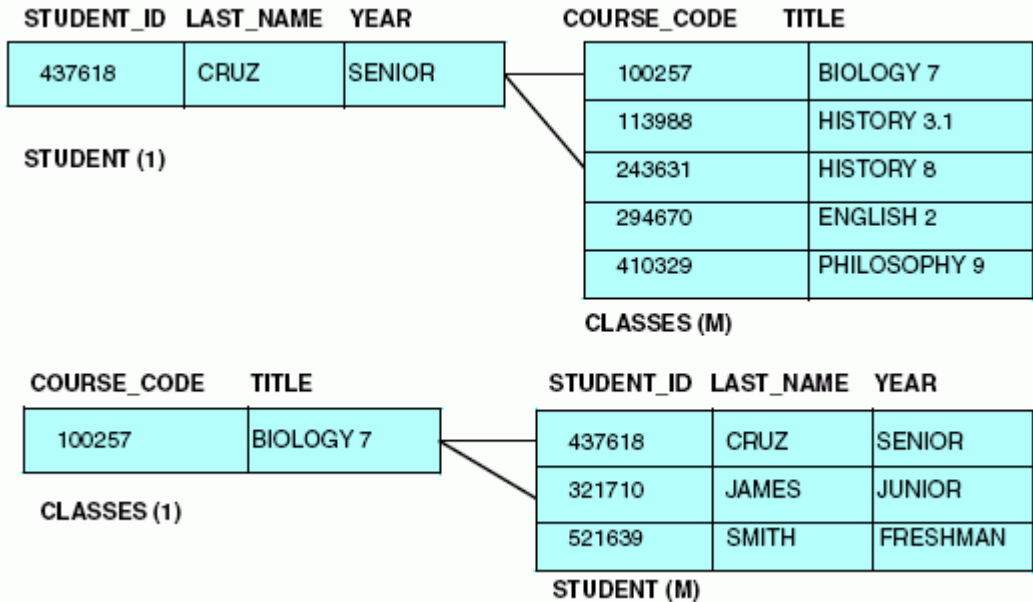 STUDENT_ID LAST_NAME YEAR COURSE_CODE TITLE
437618 CRUZ SENIOR 100257 BIOLOGY 7
113988 HISTORY 3.1
STUDENT (1)
243631 HISTORY 8
294670 ENGLISH 2
410329 PHILOSOPHY 9
CLASSES (M)
COURSE_CODE TITLE STUDENT_ID LAST_NAME YEAR
100257 BIOLOGY 7 437618 CRUZ SENIOR
321710 JAMES JUNIOR
CLASSES (1)
521639 SMITH FRESHMAN
STUDENT (M)